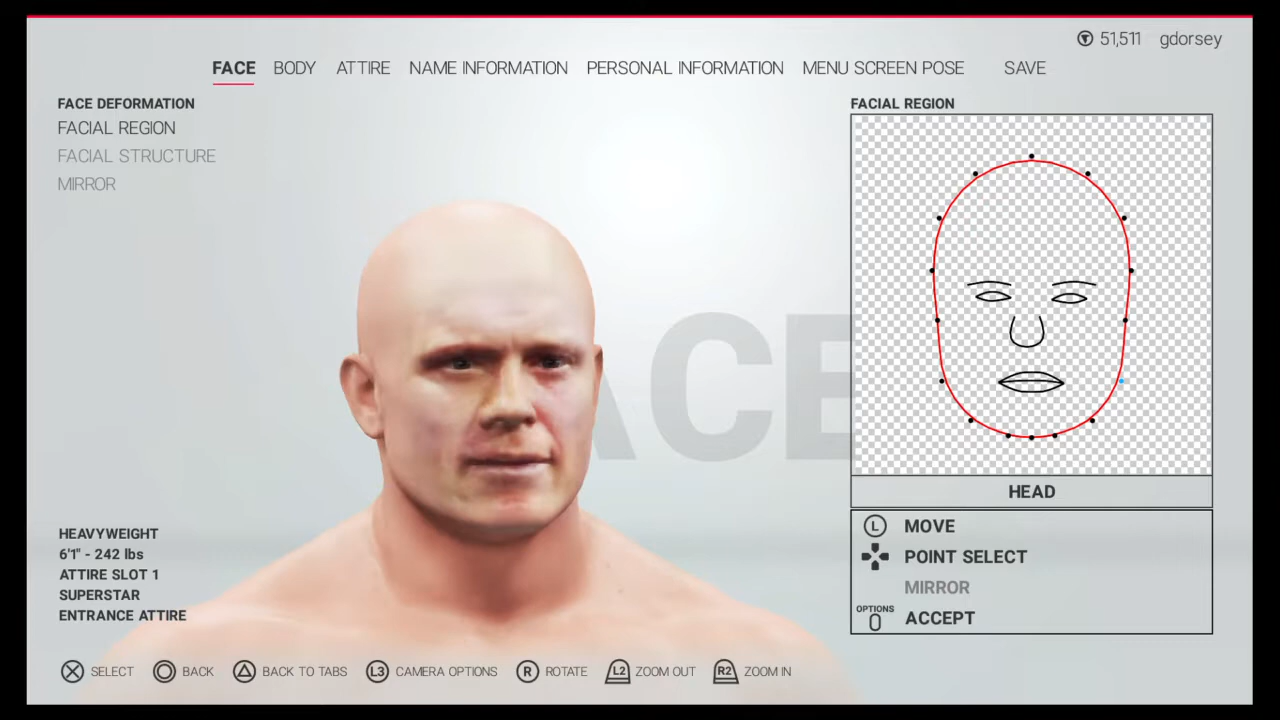 51,511 gdorsey
FACE BODY ATTIRE NAME INFORMATION PERSONAL INFORMATION MENU SCREEN POSE SAVE
FACE DEFORMATION
FACIAL REGION
FACIAL STRUCTURE
MIRROR
FACIAL REGION
FACE
HEAD
L MOVE
POINT SELECT
MIRROR
OPTIONS ACCEPT
HEAVYWEIGHT
6'1" - 242 lbs
ATTIRE SLOT 1
SUPERSTAR
ENTRANCE ATTIRE
SELECT BACK BACK TO TABS L3 CAMERA OPTIONS R ROTATE L2 ZOOM OUT R2 ZOOM IN